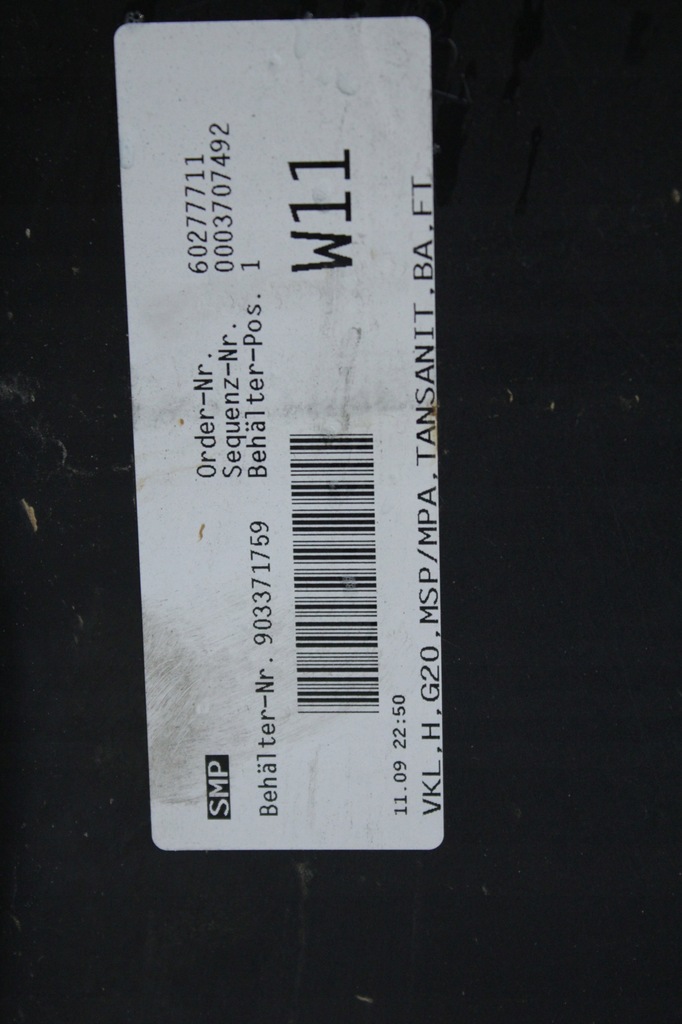 SMP
Order-Nr. 60277711
Sequenz-Nr. 0003707492
Behälter-Nr. 903371759 Behälter-Pos. 1
W11
11.09 22:50
VKL,H,G20,MSP/MPA,TANSANIT,BA,FT